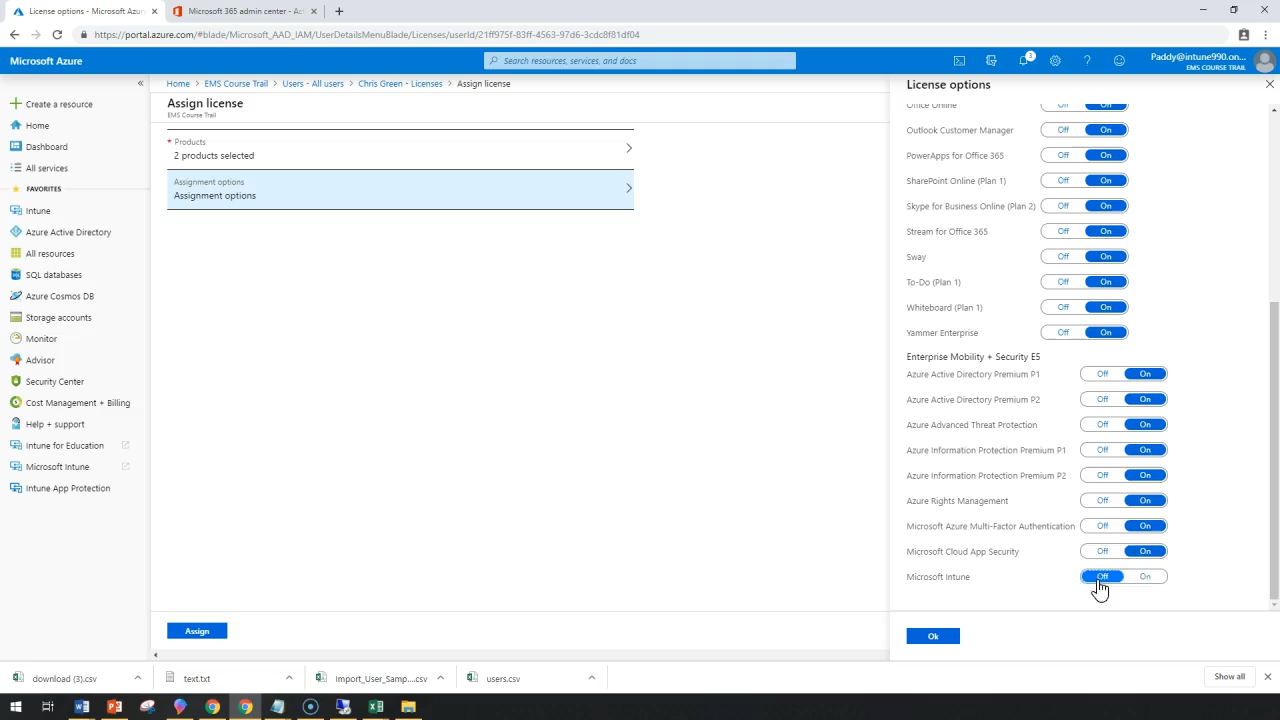 License options - Microsoft Azur
Microsoft 365 admin center - Ac
https://portal.azure.com/#blade/Microsoft_AAD_IAM/UserDetailsMenuBlade/Licenses/userId/21ff975f-83ff-4563-97d6-3cdc8f81df04
Microsoft Azure
Search resources, services, and docs
3
Paddy@intune990.on...
EMS COURSE TRAIL
Create a resource
Home
Dashboard
All services
FAVORITES
Intune
Azure Active Directory
All resources
SQL databases
Azure Cosmos DB
Storage accounts
Monitor
Advisor
Security Center
Cost Management + Billing
Help + support
Intune for Education
Microsoft Intune
Intune App Protection
Home EMS Course Trail Users - All users Chris Green - Licenses Assign license
Assign license
EMS Course Trail
* Products
2 products selected
Assignment options
Assignment options
Assign
License options
Office Online Off On
Outlook Customer Manager Off On
PowerApps for Office 365 Off On
SharePoint Online (Plan 1) Off On
Skype for Business Online (Plan 2) Off On
Stream for Office 365 Off On
Sway Off On
To-Do (Plan 1) Off On
Whiteboard (Plan 1) Off On
Yammer Enterprise Off On
Enterprise Mobility + Security E5
Azure Active Directory Premium P1 Off On
Azure Active Directory Premium P2 Off On
Azure Advanced Threat Protection Off On
Azure Information Protection Premium P1 Off On
Azure Information Protection Premium P2 Off On
Azure Rights Management Off On
Microsoft Azure Multi-Factor Authentication Off On
Microsoft Cloud App Security Off On
Microsoft Intune Off On
Ok
download (3).csv
text.txt
Import_User_Samp....csv
users.csv
Show all